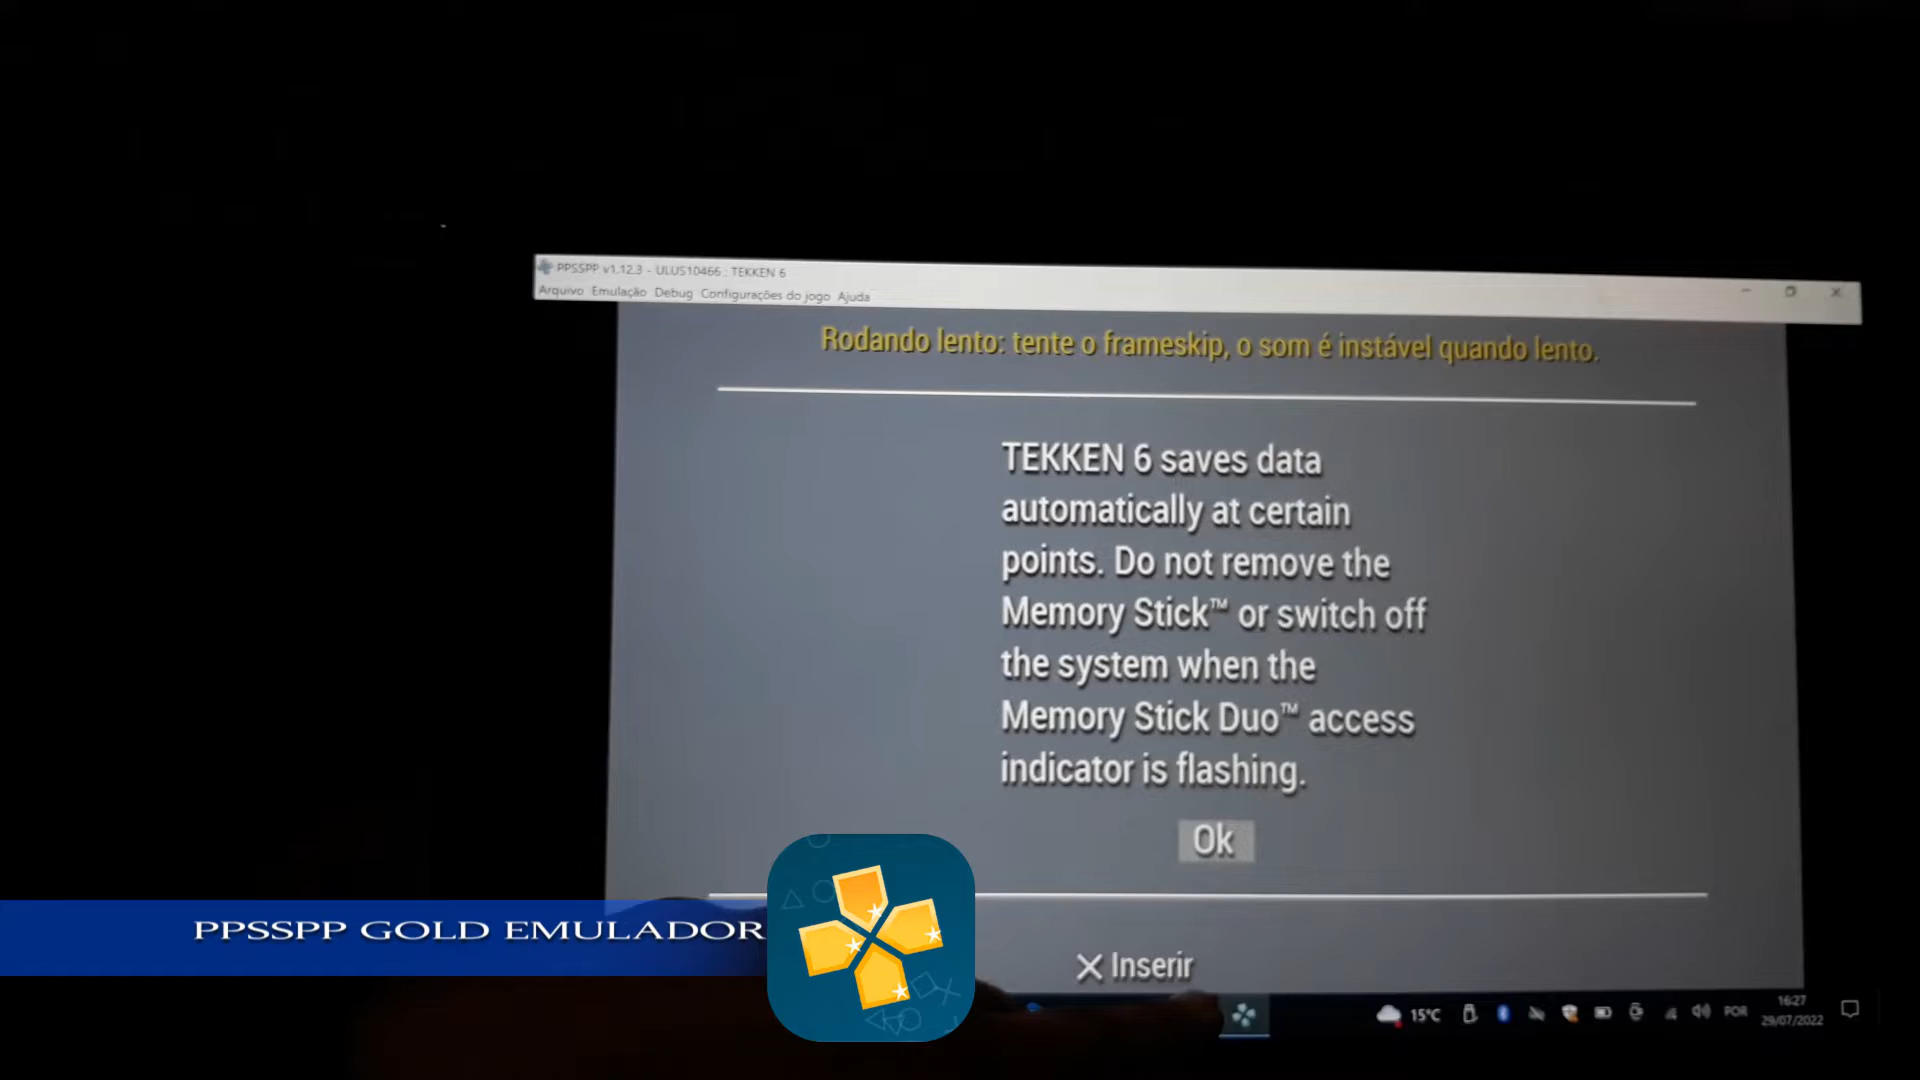 PPSSPP v1.12.3 - ULUS10466 : TEKKEN 6
Arquivo Emulação Debug Configurações do jogo Ajuda
Rodando lento: tente o frameskip, o som é instável quando lento.
TEKKEN 6 saves data
automatically at certain
points. Do not remove the
Memory Stick™ or switch off
the system when the
Memory Stick Duo™ access
indicator is flashing.
Ok
PPSSPP GOLD EMULADOR
Inserir
15°C
POR
16:27
29/07/2022